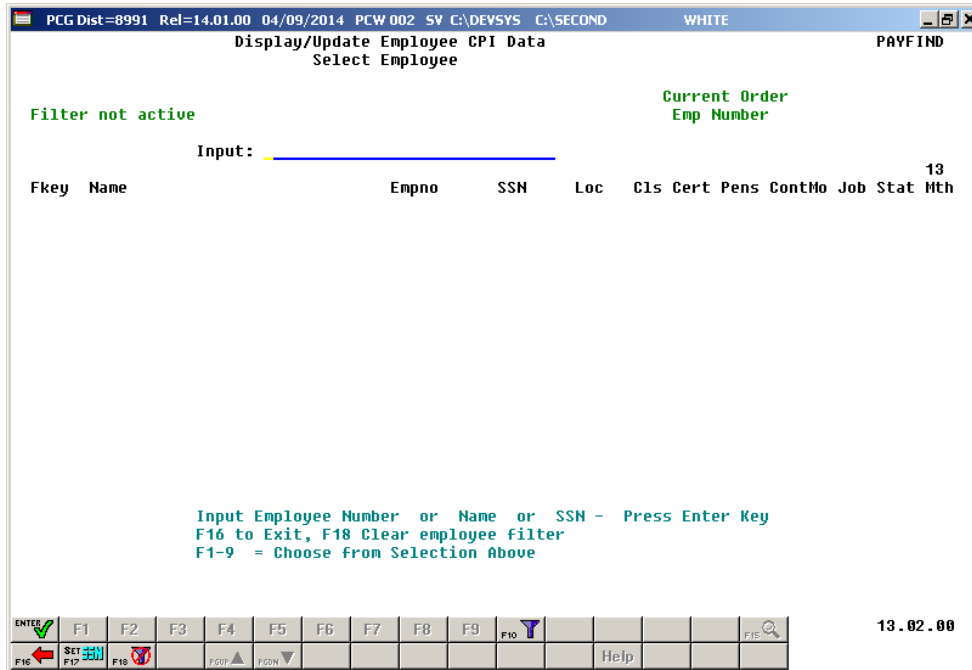 PCG Dist=8991 Rel=14.01.00 04/09/2014 PCW 002 SV C:\DEVSYS C:\SECOND WHITE
Display/Update Employee CPI Data PAYFIND
Select Employee
Current Order
Filter not active Emp Number
Input:
13
Fkey Name Empno SSN Loc Cls Cert Pens ContMo Job Stat Mth
Input Employee Number or Name or SSN - Press Enter Key
F16 to Exit, F18 Clear employee filter
F1-9 = Choose from Selection Above
ENTER F1 F2 F3 F4 F5 F6 F7 F8 F9 F10 F15 13.02.00
F16 SET F17 F18 PGUP PGDN Help